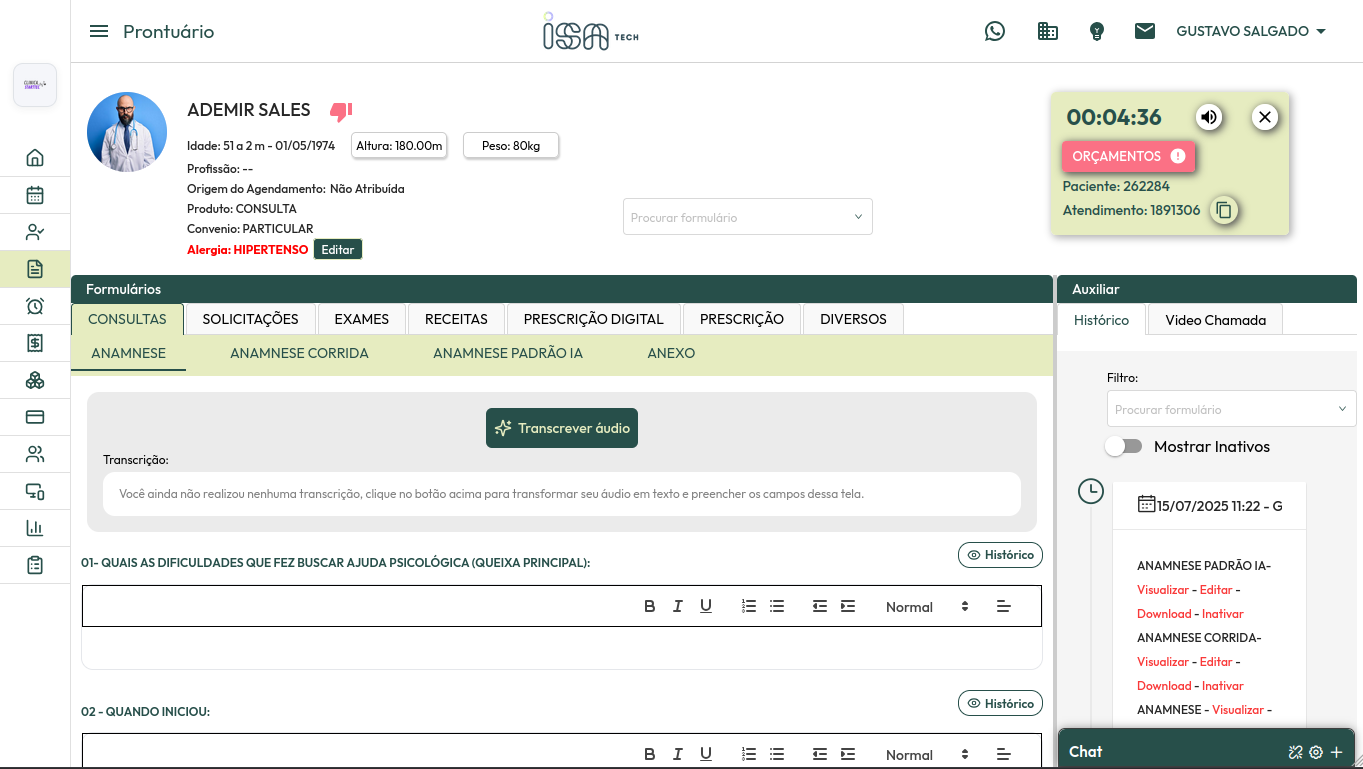 Prontuário
ISA TECH
GUSTAVO SALGADO
ADEMIR SALES
Idade: 51 a 2 m - 01/05/1974
Altura: 180.00m
Peso: 80kg
Profissão: --
Origem do Agendamento: Não Atribuída
Produto: CONSULTA
Convenio: PARTICULAR
Alergia: HIPERTENSO
Editar
Procurar formulário
00:04:36
ORÇAMENTOS
Paciente: 262284
Atendimento: 1891306
Formulários
CONSULTAS
SOLICITAÇÕES
EXAMES
RECEITAS
PRESCRIÇÃO DIGITAL
PRESCRIÇÃO
DIVERSOS
ANAMNESE
ANAMNESE CORRIDA
ANAMNESE PADRÃO IA
ANEXO
Transcrever áudio
Transcrição:
Você ainda não realizou nenhuma transcrição, clique no botão acima para transformar seu áudio em texto e preencher os campos dessa tela.
01- QUAIS AS DIFICULDADES QUE FEZ BUSCAR AJUDA PSICOLÓGICA (QUEIXA PRINCIPAL):
Histórico
Normal
02 - QUANDO INICIOU:
Histórico
Normal
Auxiliar
Histórico
Video Chamada
Filtro:
Procurar formulário
Mostrar Inativos
15/07/2025 11:22 - G
ANAMNESE PADRÃO IA-
Visualizar - Editar -
Download - Inativar
ANAMNESE CORRIDA-
Visualizar - Editar -
Download - Inativar
ANAMNESE - Visualizar -
Chat